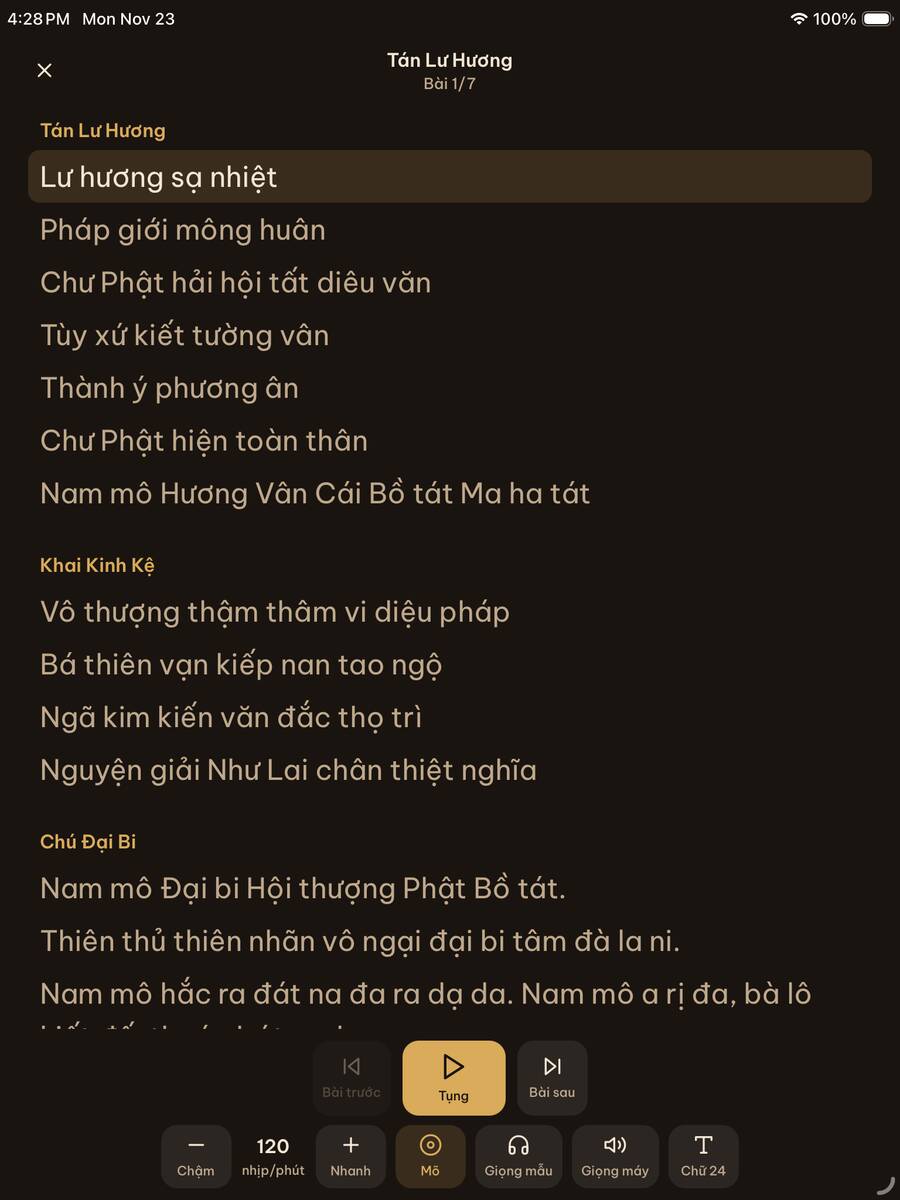 4:28 PM Mon Nov 23 100%
Tán Lư Hương
Bài 1/7
Tán Lư Hương
Lư hương sạ nhiệt
Pháp giới mông huân
Chư Phật hải hội tất diêu văn
Tùy xứ kiết tường vân
Thành ý phương ân
Chư Phật hiện toàn thân
Nam mô Hương Vân Cái Bồ tát Ma ha tát
Khai Kinh Kệ
Vô thượng thậm thâm vi diệu pháp
Bá thiên vạn kiếp nan tao ngộ
Ngã kim kiến văn đắc thọ trì
Nguyện giải Như Lai chân thiệt nghĩa
Chú Đại Bi
Nam mô Đại bi Hội thượng Phật Bồ tát.
Thiên thủ thiên nhãn vô ngại đại bi tâm đà la ni.
Nam mô hắc ra đát na đa ra dạ da. Nam mô a rị đa, bà lô
Bài trước
Tụng
Bài sau
Chậm
120
nhịp/phút
Nhanh
Mõ
Giọng mẫu
Giọng máy
Chữ 24